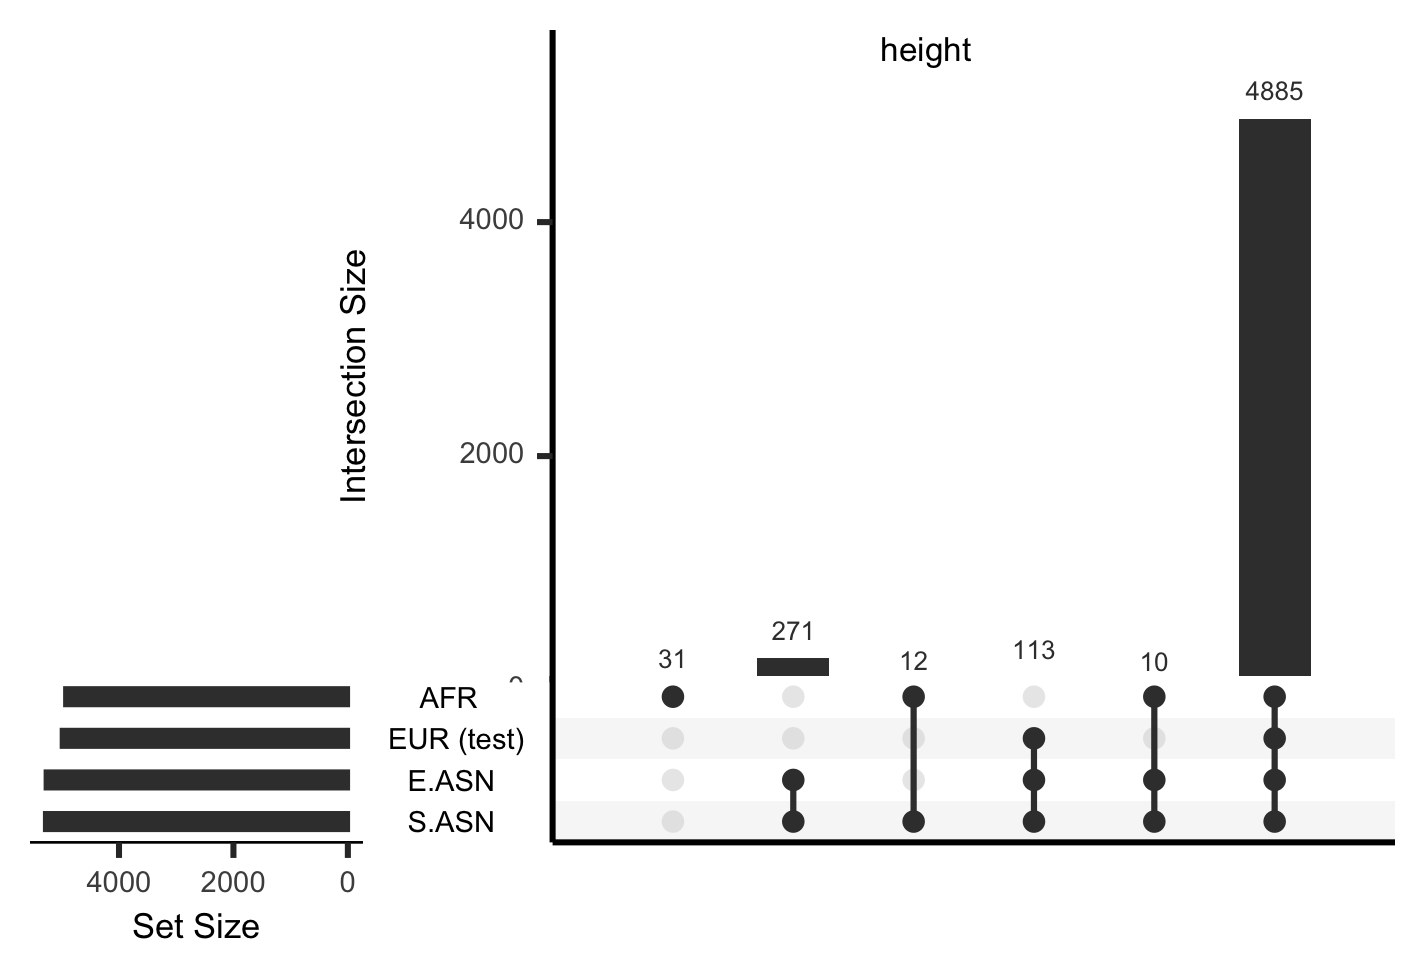 height
4885
4000
Intersection Size
2000
271
31
12
113
10
0
AFR
EUR (test)
E.ASN
S.ASN
4000 2000 0
Set Size